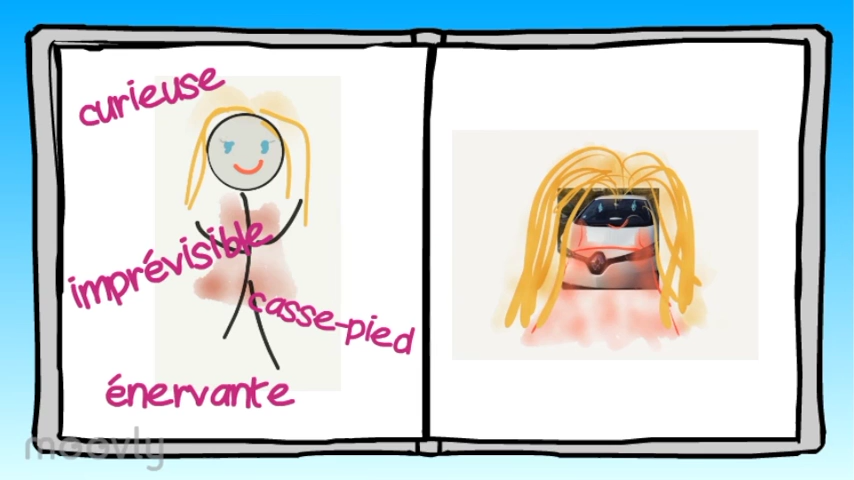 curieuse
imprévisible
casse-pied
énervante
moovly